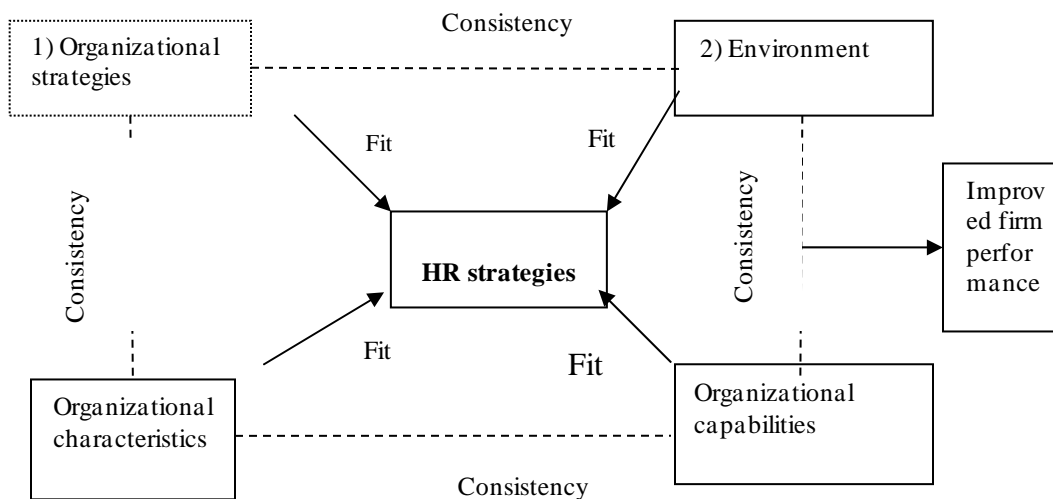 Consistency
1) Organizational
strategies
2) Environment
Fit
Fit
Consistency
HR strategies
Consistency
Improv
ed firm
perfor
mance
Fit
Fit
Organizational
characteristics
Organizational
capabilities
Consistency